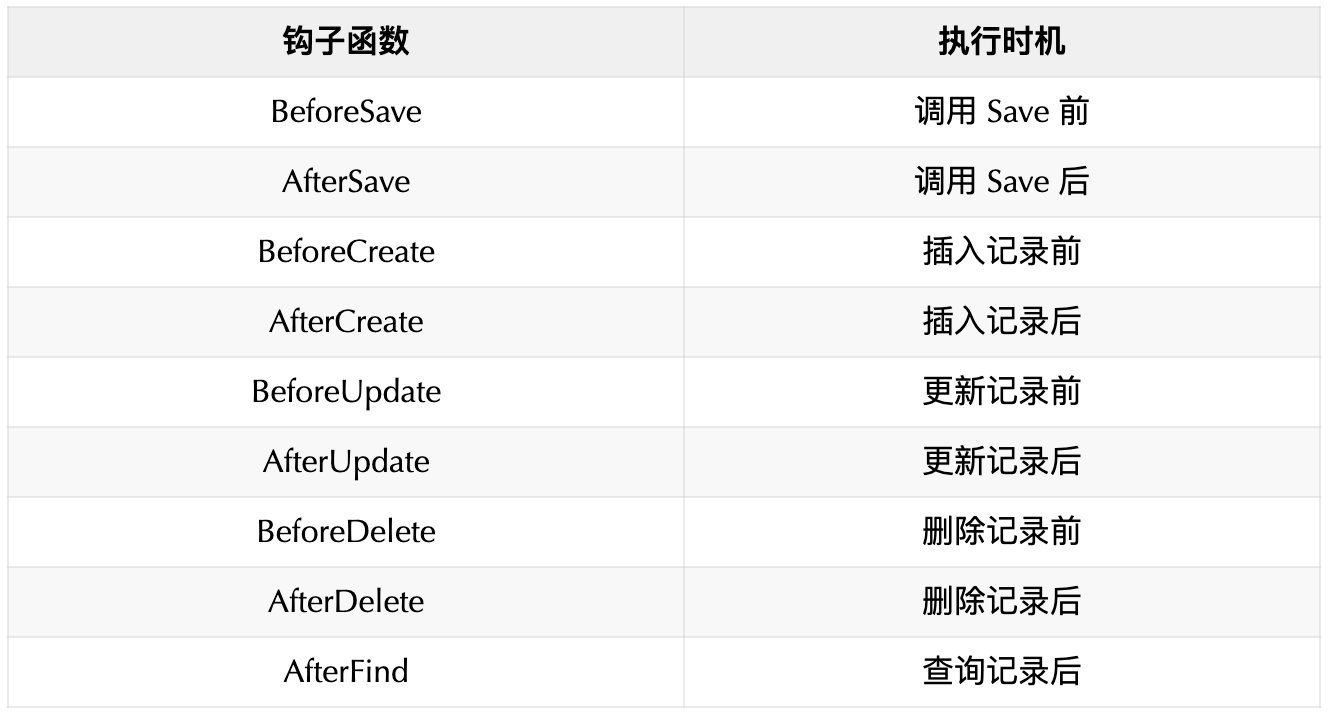 钩子函数 执行时机
BeforeSave 调用 Save 前
AfterSave 调用 Save 后
BeforeCreate 插入记录前
AfterCreate 插入记录后
BeforeUpdate 更新记录前
AfterUpdate 更新记录后
BeforeDelete 删除记录前
AfterDelete 删除记录后
AfterFind 查询记录后